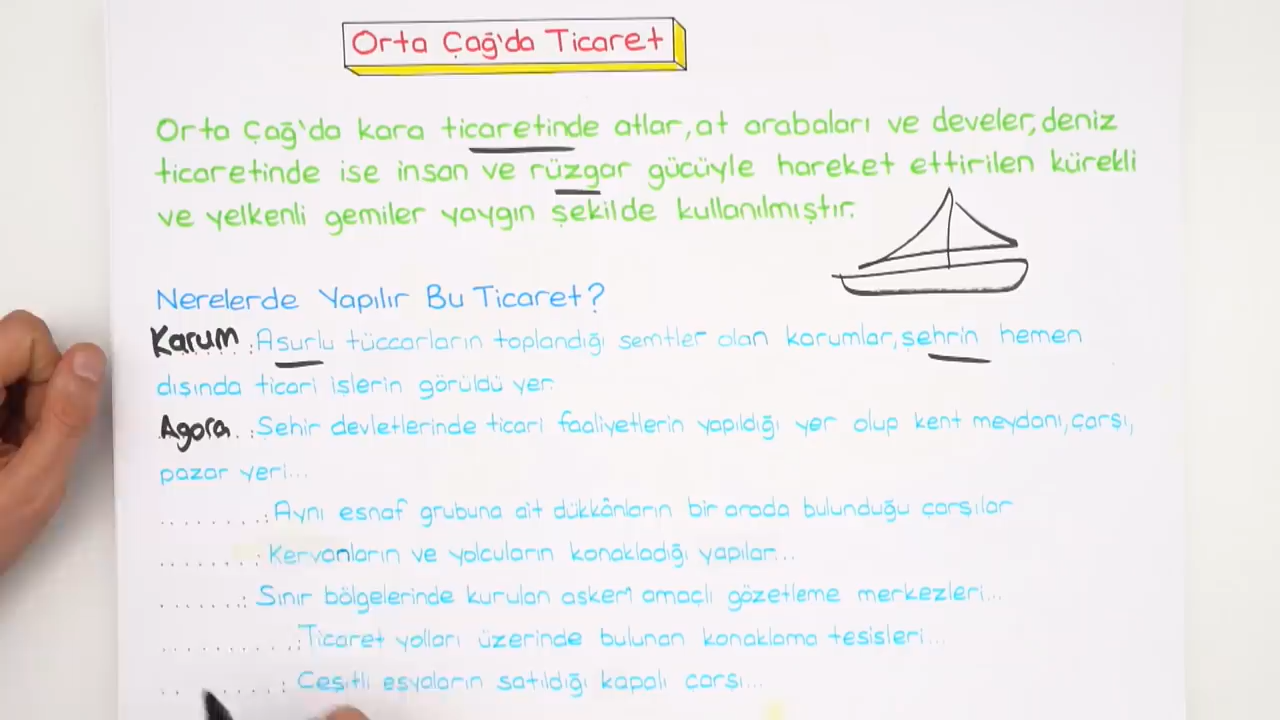 Orta Çağ'da Ticaret
Orta Çağ'da kara ticaretinde atlar, at arabaları ve develer, deniz
ticaretinde ise insan ve rüzgar gücüyle hareket ettirilen kürekli
ve yelkenli gemiler yaygın şekilde kullanılmıştır.
Nerelerde Yapılır Bu Ticaret?
Karum : Asurlu tüccarların toplandığı semtler olan karumlar, şehrin hemen
dışında ticari işlerin görüldü yer.
Agora : Şehir devletlerinde ticari faaliyetlerin yapıldığı yer olup kent meydanı, çarşı,
pazar yeri...
.........: Aynı esnaf grubuna ait dükkânların bir arada bulunduğu çarşılar
........: Kervanların ve yolcuların konakladığı yapılar...
.......: Sınır bölgelerinde kurulan askeri amaçlı gözetleme merkezleri...
...........: Ticaret yolları üzerinde bulunan konaklama tesisleri...
.........: Çeşitli eşyaların satıldığı kapalı çarşı...